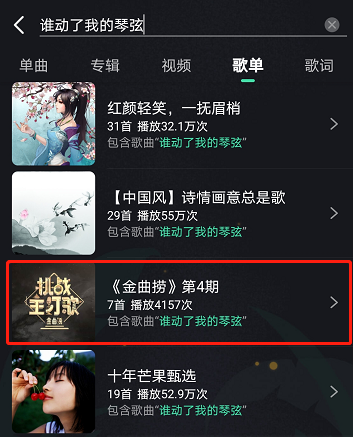 谁动了我的琴弦
单曲 专辑 视频 歌单 歌词
红颜轻笑，一抚眉梢
31首 播放32.1万次
包含歌曲“谁动了我的琴弦”
【中国风】诗情画意总是歌
29首 播放55万次
包含歌曲“谁动了我的琴弦”
挑战
主打歌
金曲捞
《金曲捞》第4期
7首 播放4157次
包含歌曲“谁动了我的琴弦”
十年芒果甄选
19首 播放52.9万次
包含歌曲“谁动了我的琴弦”